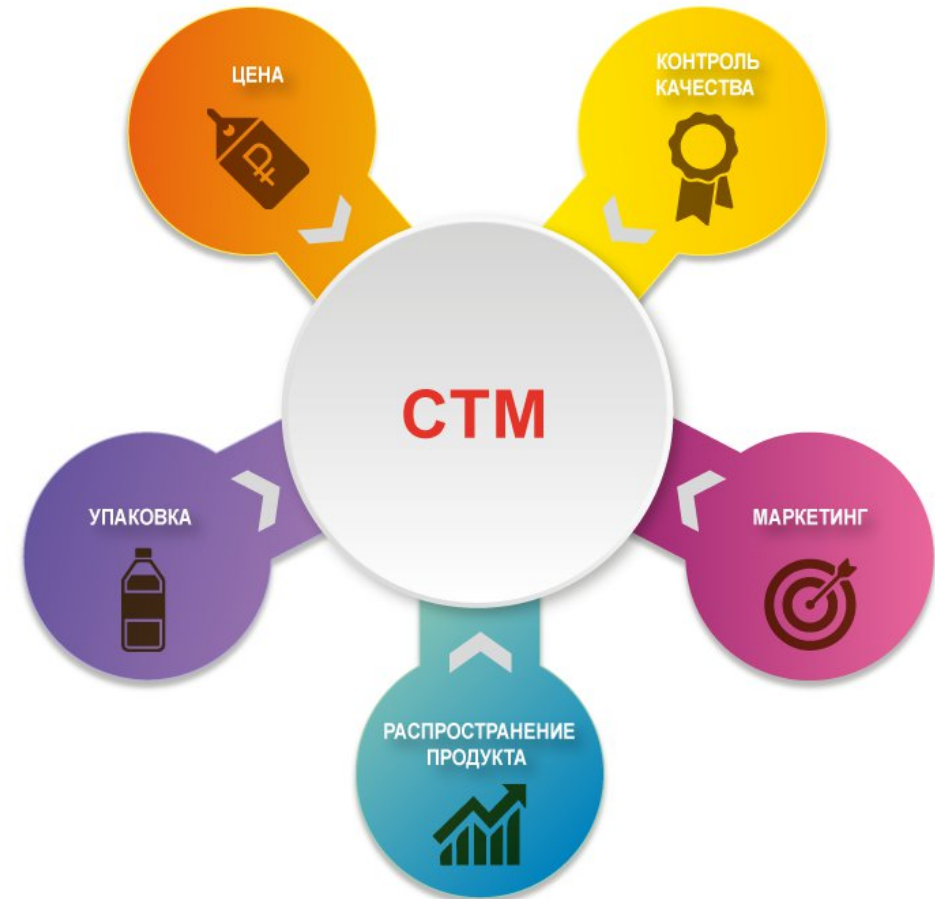 ЦЕНА
КОНТРОЛЬ
КАЧЕСТВА
СТМ
УПАКОВКА
МАРКЕТИНГ
РАСПРОСТРАНЕНИЕ
ПРОДУКТА